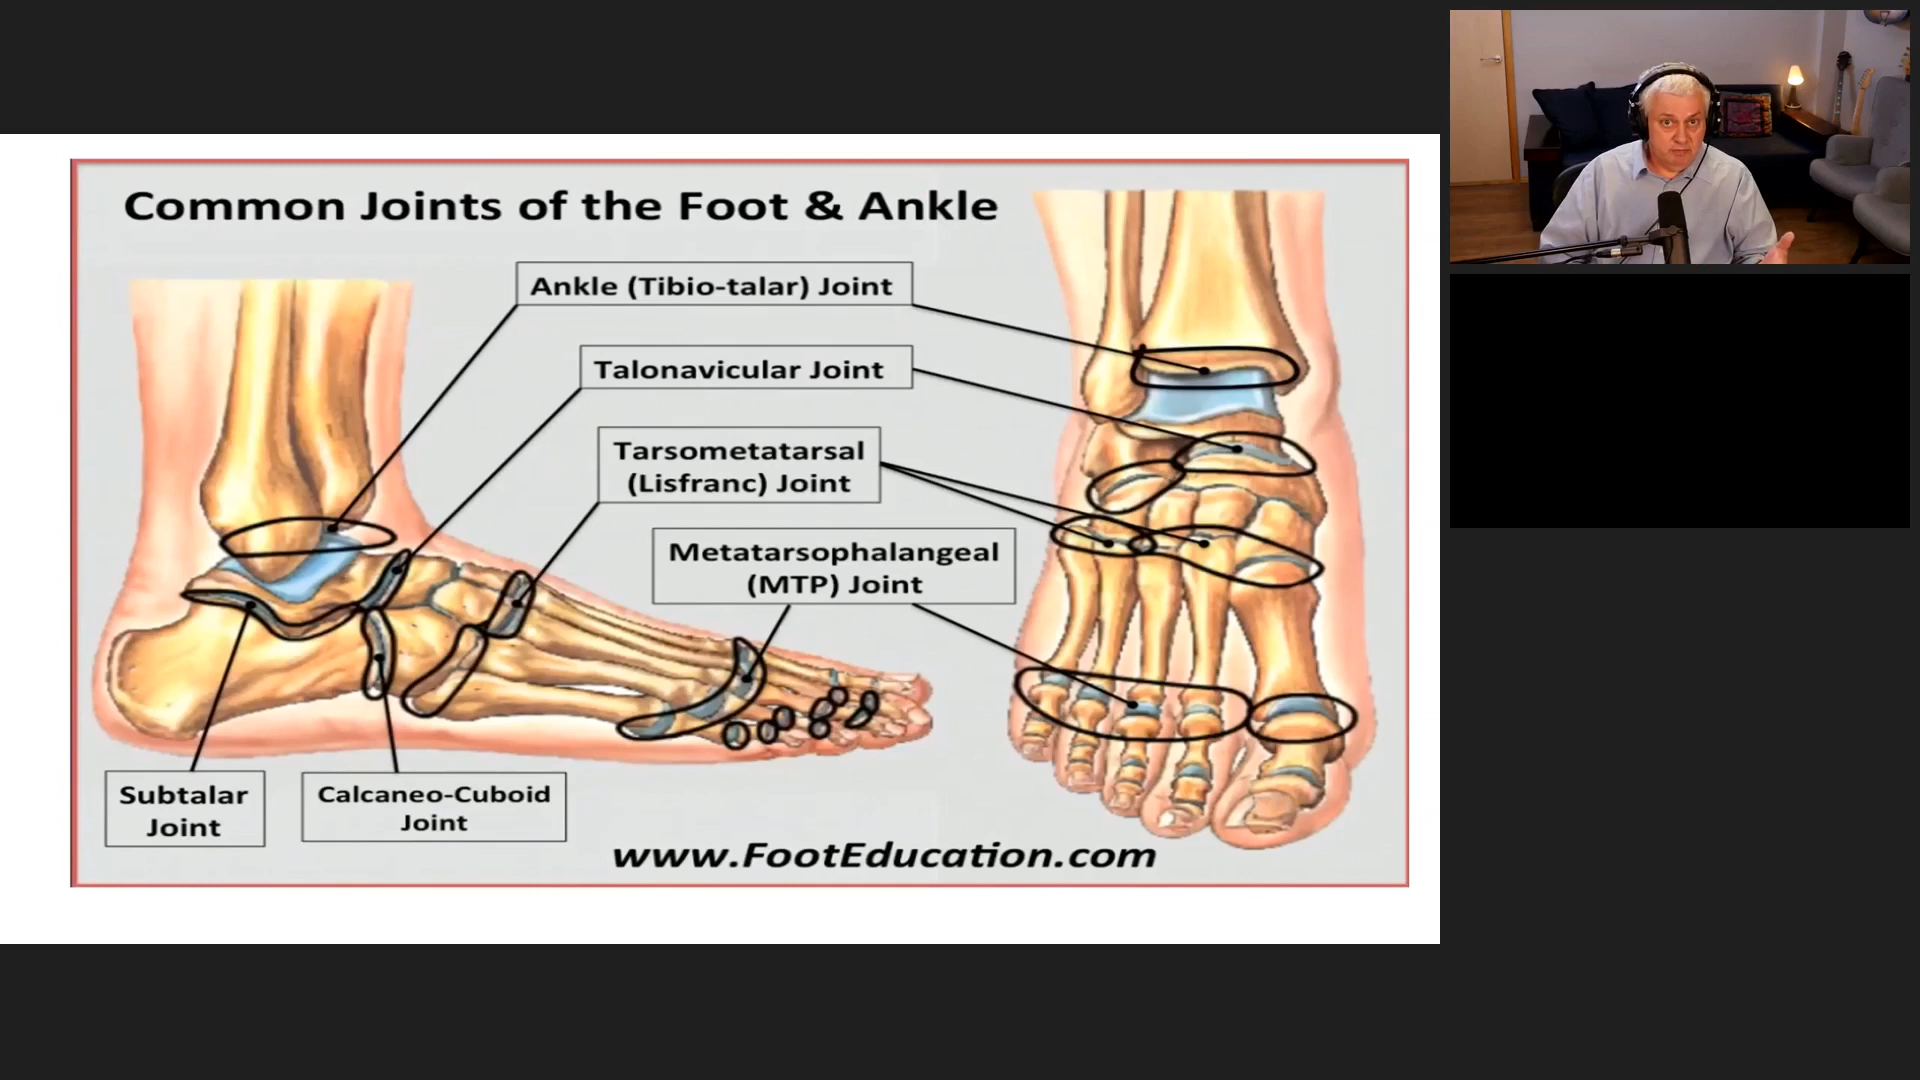 Common Joints of the Foot & Ankle
Ankle (Tibio-talar) Joint
Talonavicular Joint
Tarsometatarsal
(Lisfranc) Joint
Metatarsophalangeal
(MTP) Joint
Subtalar
Joint
Calcaneo-Cuboid
Joint
www.FootEducation.com